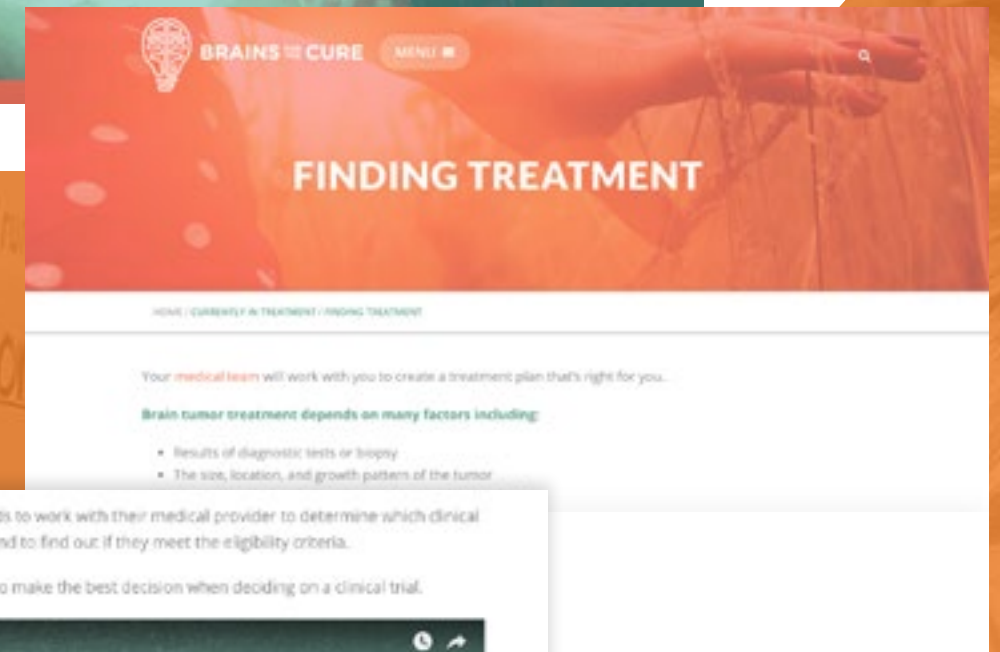 BRAINS FOR THE CURE MENU
FINDING TREATMENT
HOME / CURRENTLY IN TREATMENT / FINDING TREATMENT
Your medical team will work with you to create a treatment plan that's right for you.
Brain tumor treatment depends on many factors including:
• Results of diagnostic tests or biopsy
• The size, location, and growth pattern of the tumor
to work with their medical provider to determine which clinical
to find out if they meet the eligibility criteria.
make the best decision when deciding on a clinical trial.